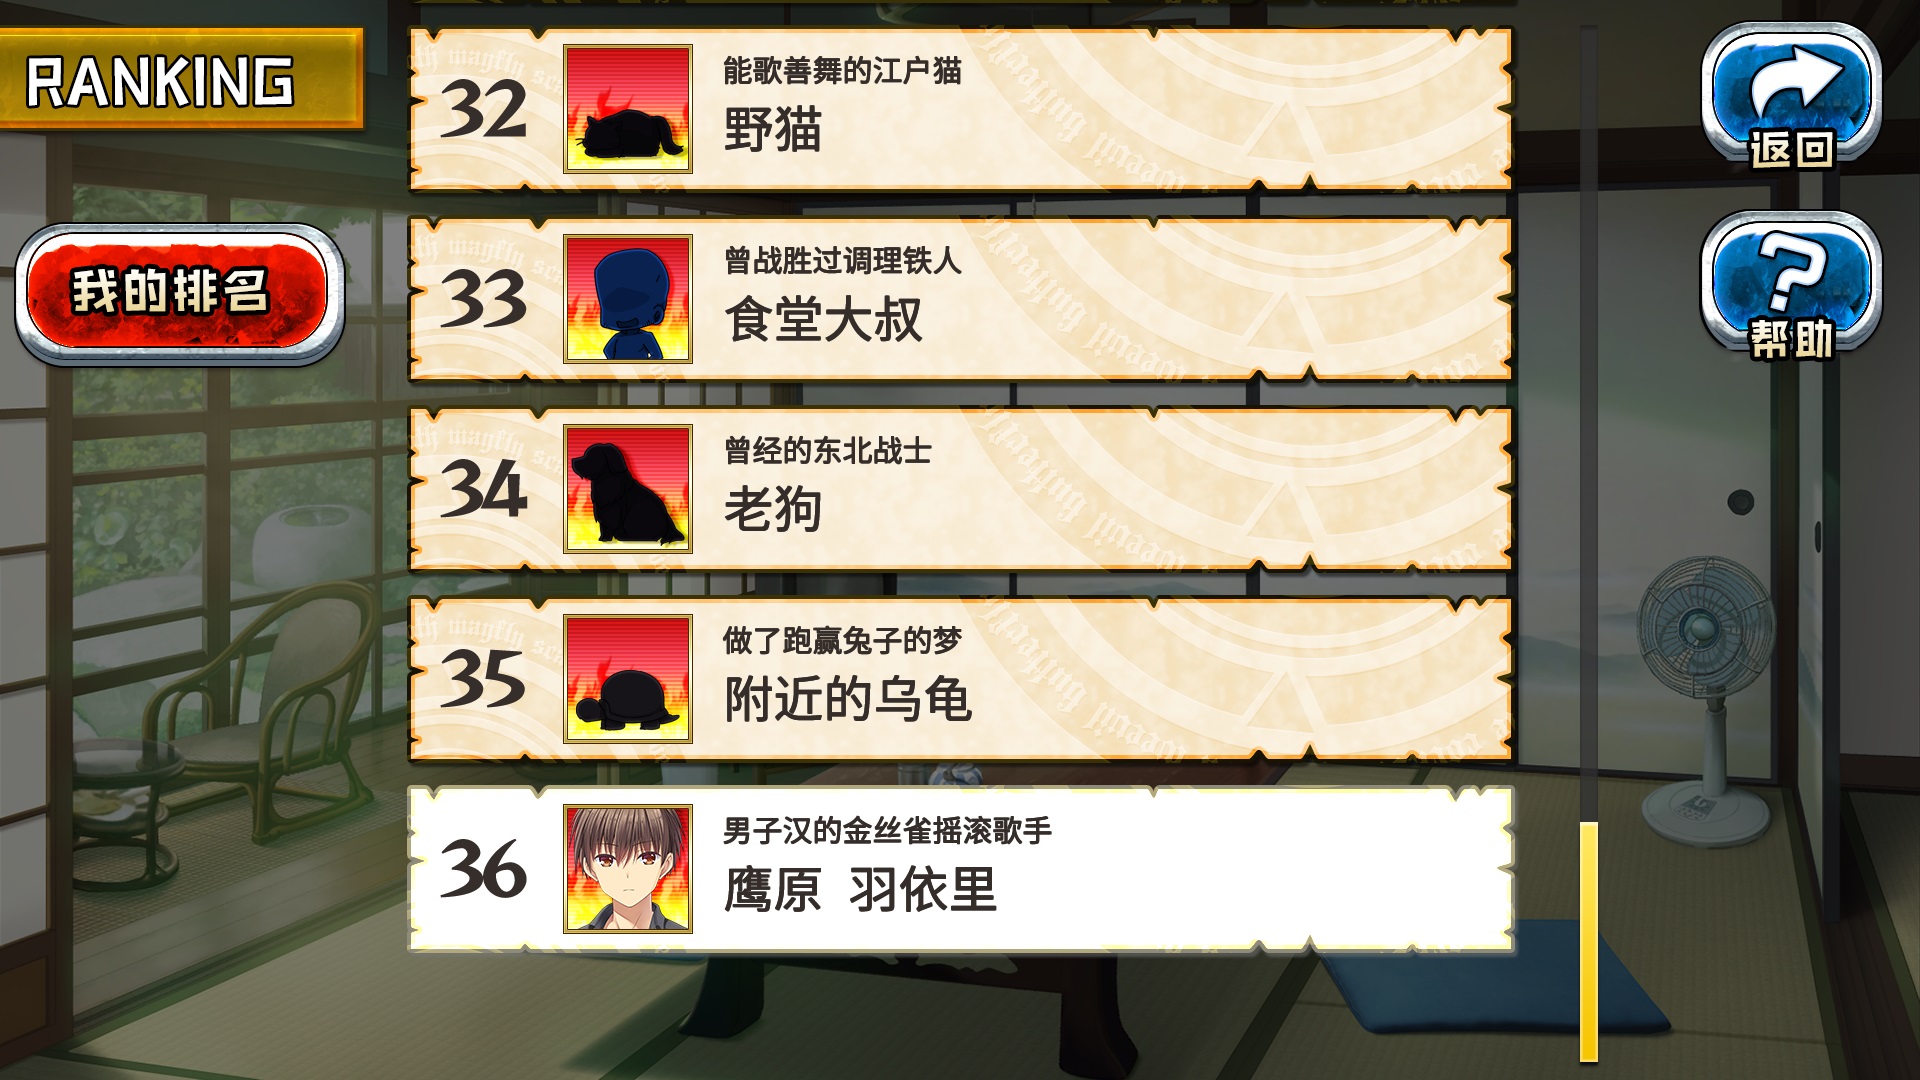 RANKING
我的排名
32
能歌善舞的江户猫
野猫
33
曾战胜过调理铁人
食堂大叔
34
曾经的东北战士
老狗
35
做了跑赢兔子的梦
附近的乌龟
36
男子汉的金丝雀摇滚歌手
鹰原 羽依里
返回
?
帮助